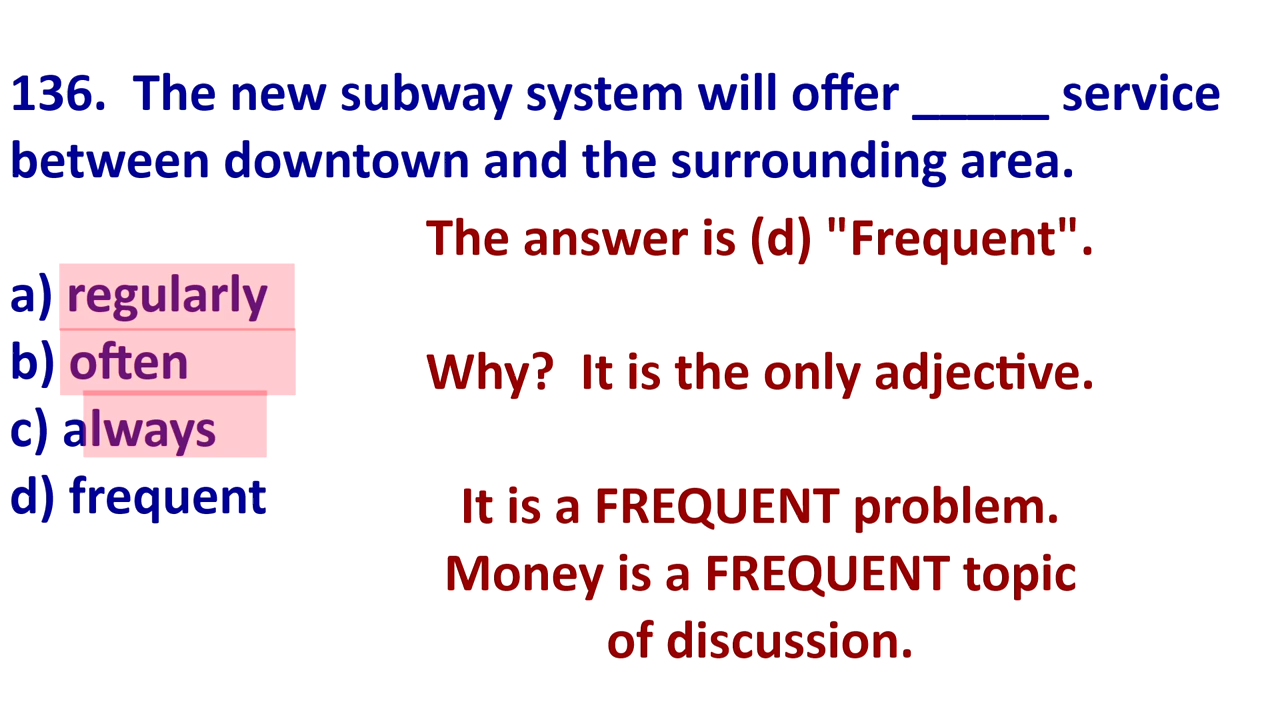 136.  The new subway system will offer _____ service
between downtown and the surrounding area.
The answer is (d) "Frequent".
a) regularly
b) often
Why?  It is the only adjective.
c) always
d) frequent
It is a FREQUENT problem.
Money is a FREQUENT topic
of discussion.